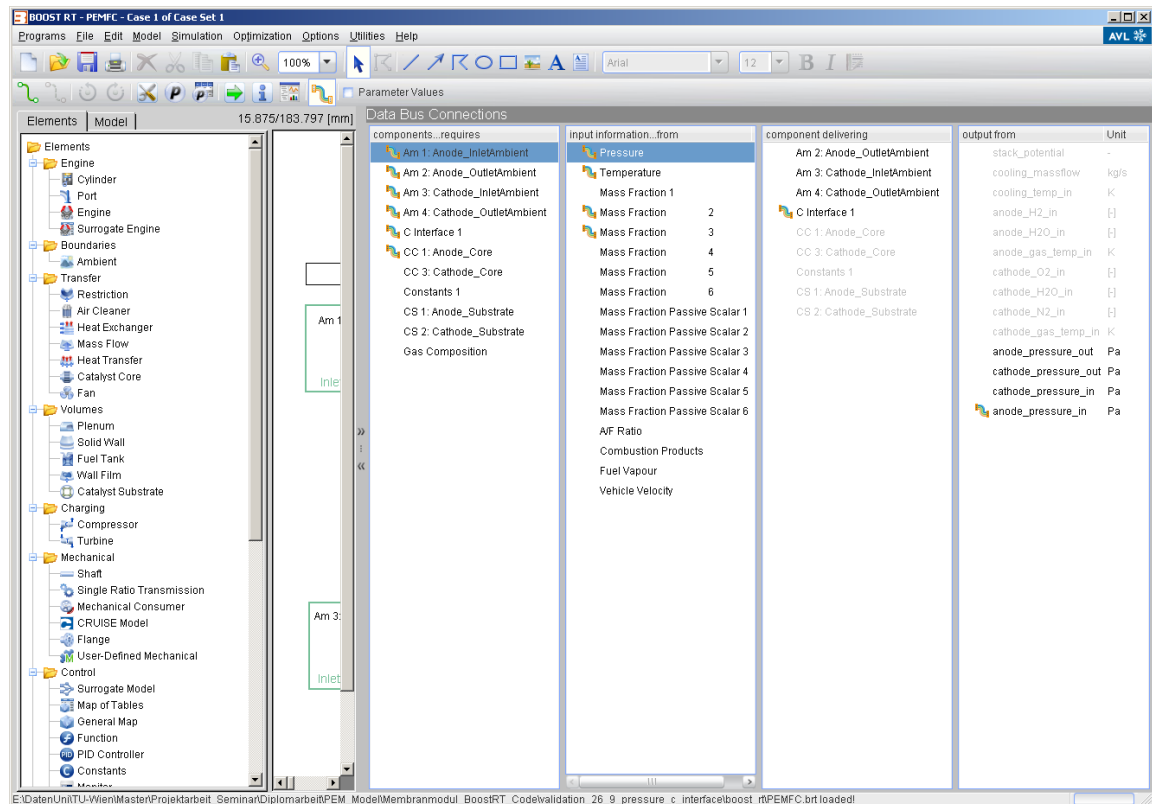 BOOST RT - PEMFC - Case 1 of Case Set 1
Programs File Edit Model Simulation Optimization Options Utilities Help
AVL
100%
A
Arial
12
B I
P
P
i
Parameter Values
Elements
Model
15.875/183.797 [mm]
Elements
Engine
Cylinder
Port
Engine
Surrogate Engine
Boundaries
Ambient
Transfer
Restriction
Air Cleaner
Heat Exchanger
Mass Flow
Heat Transfer
Catalyst Core
Fan
Volumes
Plenum
Solid Wall
Fuel Tank
Wall Film
Catalyst Substrate
Charging
Compressor
Turbine
Mechanical
Shaft
Single Ratio Transmission
Mechanical Consumer
CRUISE Model
Flange
User-Defined Mechanical
Control
Surrogate Model
Map of Tables
General Map
Function
PID Controller
Constants
Monitor
Am 1
Inle
Am 3:
Inlet
Data Bus Connections
components...requires
Am 1: Anode_InletAmbient
Am 2: Anode_OutletAmbient
Am 3: Cathode_InletAmbient
Am 4: Cathode_OutletAmbient
C Interface 1
CC 1: Anode_Core
CC 3: Cathode_Core
Constants 1
CS 1: Anode_Substrate
CS 2: Cathode_Substrate
Gas Composition
input information...from
Pressure
Temperature
Mass Fraction 1
Mass Fraction 2
Mass Fraction 3
Mass Fraction 4
Mass Fraction 5
Mass Fraction 6
Mass Fraction Passive Scalar 1
Mass Fraction Passive Scalar 2
Mass Fraction Passive Scalar 3
Mass Fraction Passive Scalar 4
Mass Fraction Passive Scalar 5
Mass Fraction Passive Scalar 6
A/F Ratio
Combustion Products
Fuel Vapour
Vehicle Velocity
component delivering
Am 2: Anode_OutletAmbient
Am 3: Cathode_InletAmbient
Am 4: Cathode_OutletAmbient
C Interface 1
CC 1: Anode_Core
CC 3: Cathode_Core
Constants 1
CS 1: Anode_Substrate
CS 2: Cathode_Substrate
output from Unit
stack_potential -
cooling_massflow kg/s
cooling_temp_in K
anode_H2_in [-]
anode_H2O_in [-]
anode_gas_temp_in K
cathode_O2_in [-]
cathode_H2O_in [-]
cathode_N2_in [-]
cathode_gas_temp_in K
anode_pressure_out Pa
cathode_pressure_out Pa
cathode_pressure_in Pa
anode_pressure_in Pa
E:\DatenUni\TU-Wien\Master\Projektarbeit_Seminar\Diplomarbeit\PEM_Model\Membranmodul_BoostRT_Code\validation_26_9_pressure_c_interface\boost_rt\PEMFC.brt loaded!